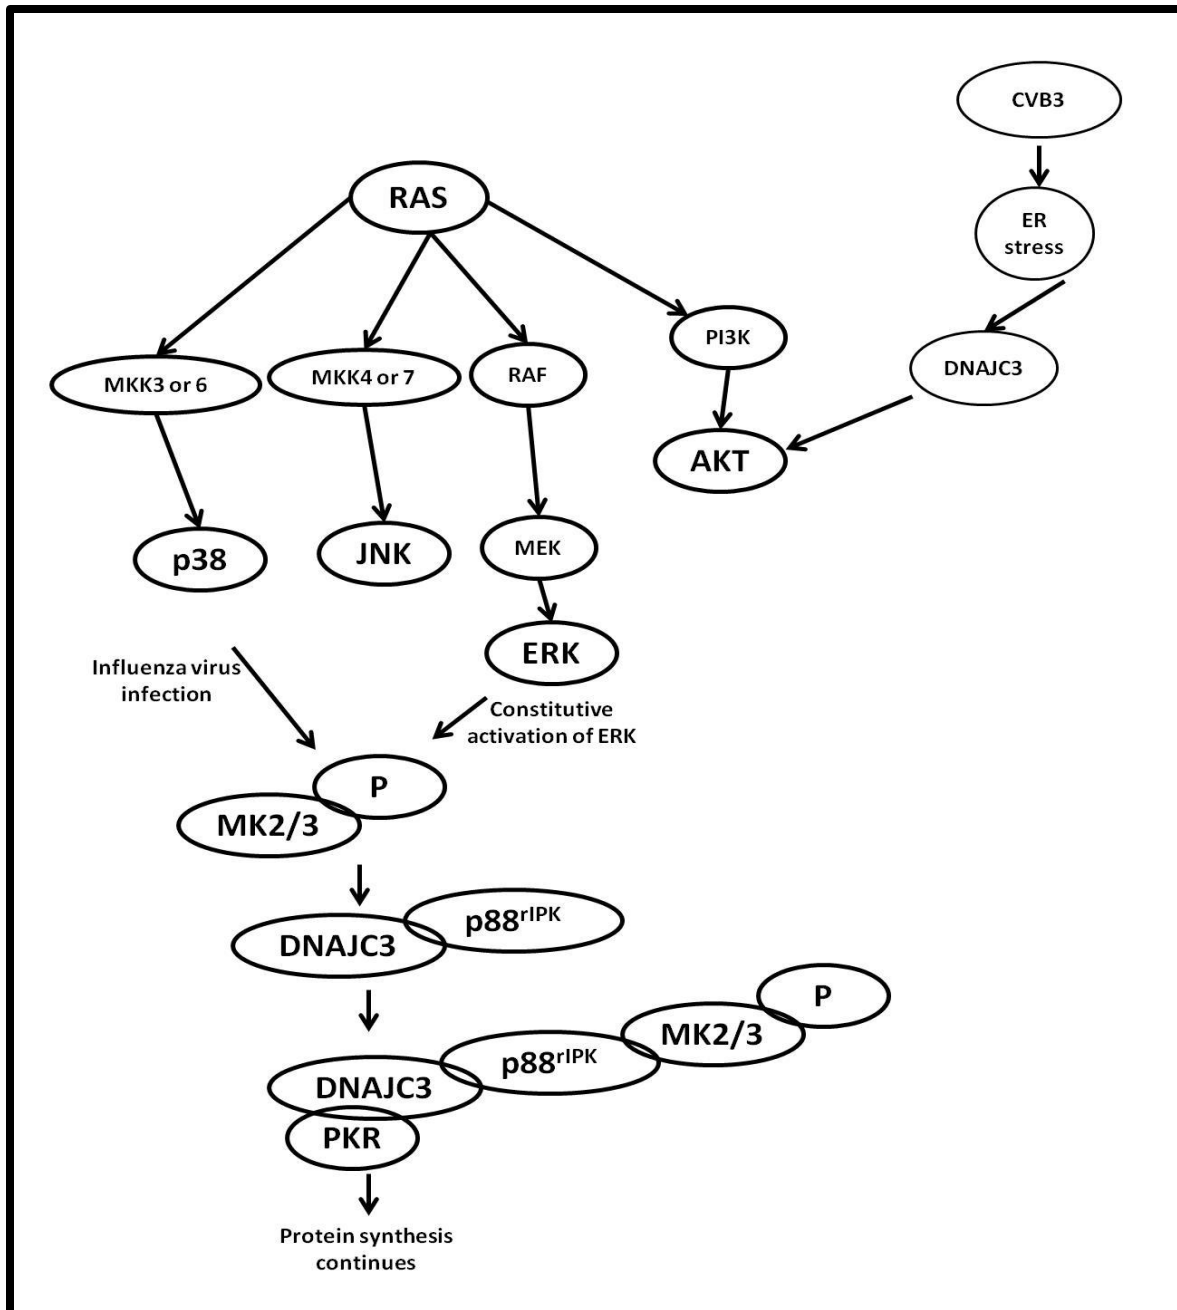 CVB3
RAS
ER
stress
PI3K
DNAJC3
MKK3 or 6
MKK4 or 7
RAF
AKT
p38
JNK
MEK
ERK
Influenza virus
infection
Constitutive
activation of ERK
P
MK2/3
p88rIPK
DNAJC3
P
MK2/3
p88rIPK
DNAJC3
PKR
Protein synthesis
continues